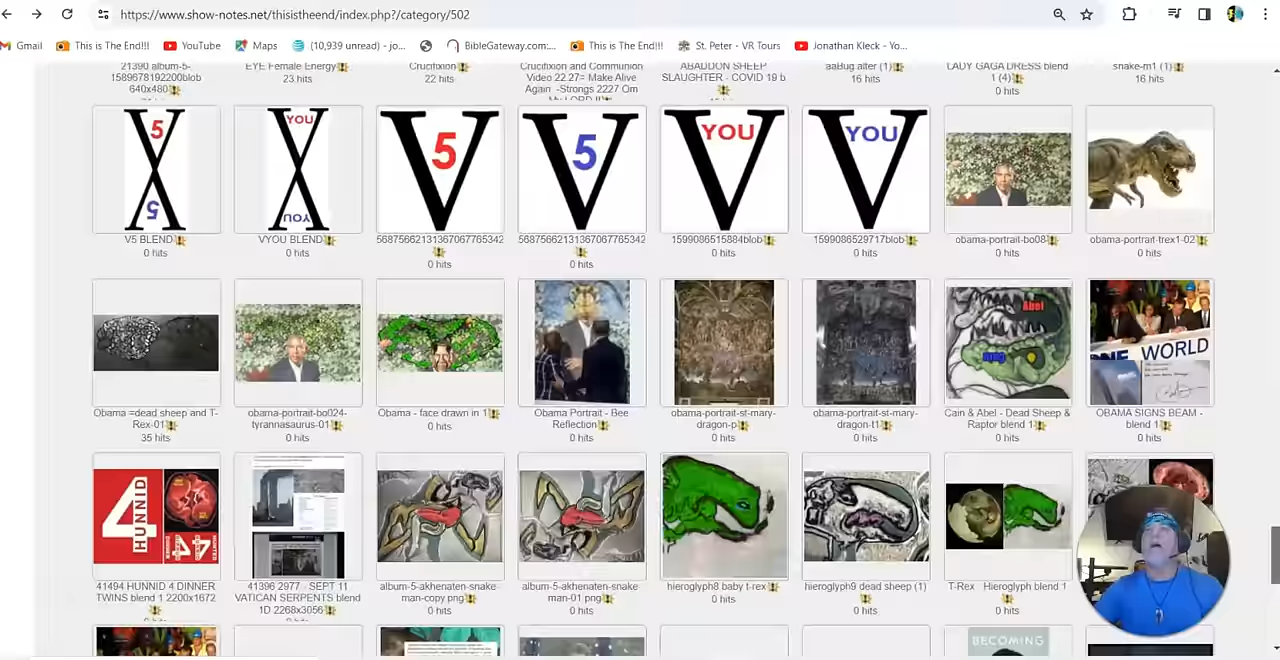 https://www.show-notes.net/thisistheend/index.php?/category/502
Gmail
This is The End!!!
YouTube
Maps
(10,939 unread) - jo...
BibleGateway.com:...
This is The End!!!
St. Peter - VR Tours
Jonathan Kleck - Yo...
21390 album-5-
1589678192200blob
640x480
EYE Female Energy
23 hits
Crucifixion
22 hits
Crucifixion and Communion
Video 22.27= Make Alive
Again -Strongs 2227 Om
ABADDON SHEEP
SLAUGHTER - COVID 19 b
aaBug alter (1)
16 hits
LADY GAGA DRESS blend
1 (4)
0 hits
snake-m1 (1)
16 hits
5
5
V5 BLEND
0 hits
YOU
YOU
VYOU BLEND
0 hits
V
5
56875662131367067765342
0 hits
V
5
56875662131367067765342
0 hits
V
YOU
1599086515884blob
0 hits
V
YOU
1599086529717blob
0 hits
obama-portrait-bo08
0 hits
obama-portrait-trex1-02
0 hits
Obama =dead sheep and T-
Rex-01
35 hits
obama-portrait-bo024-
tyrannasaurus-01
0 hits
Obama - face drawn in 1
0 hits
Obama Portrait - Bee
Reflection
0 hits
obama-portrait-st-mary-
dragon-p
0 hits
obama-portrait-st-mary-
dragon-t1
0 hits
Abel
Cain & Abel - Dead Sheep &
Raptor blend 1
0 hits
NE WORLD
OBAMA SIGNS BEAM -
blend 1
0 hits
4
HUNNID
41494 HUNNID 4 DINNER
TWINS blend 1 2200x1672
0 hits
41396 2977 - SEPT 11
VATICAN SERPENTS blend
1D 2268x3056
0 hits
album-5-akhenaten-snake-
man-copy png
0 hits
album-5-akhenaten-snake-
man-01 png
0 hits
hieroglyph8 baby t-rex
0 hits
hieroglyph9 dead sheep (1)
0 hits
T-Rex Hieroglyph blend 1
0 hits
BECOMING